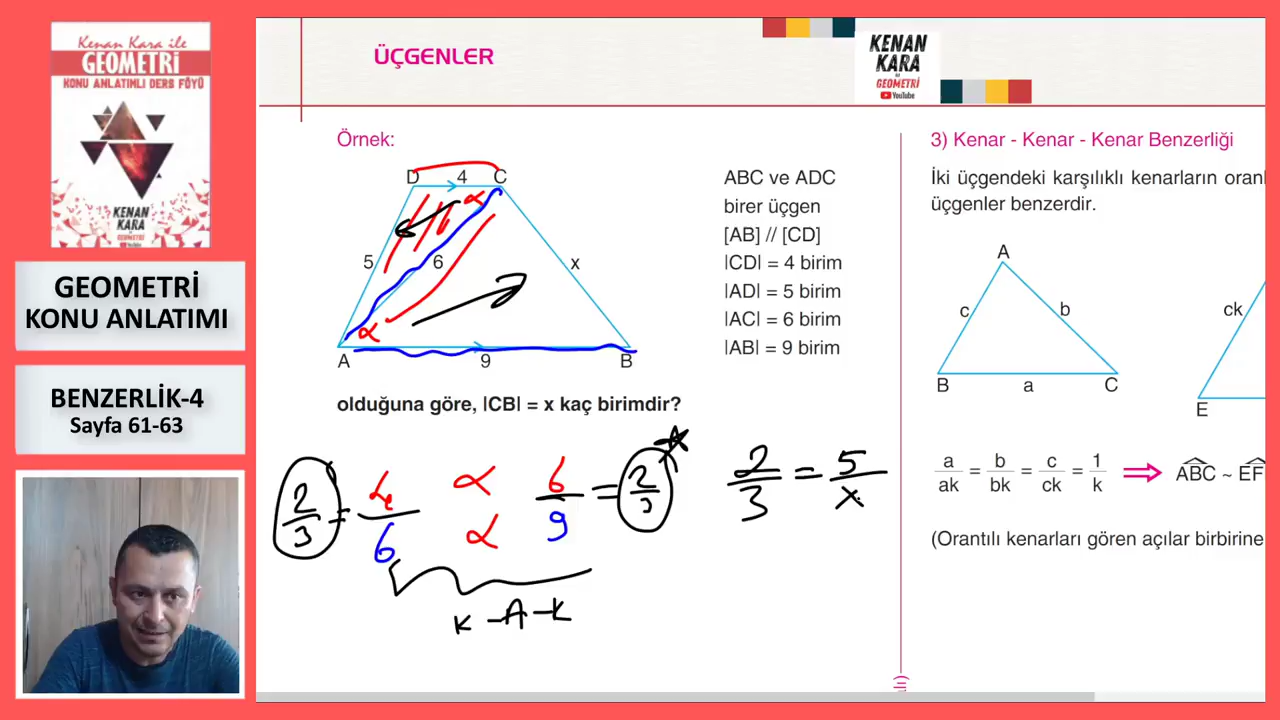 Kenan Kara ile
GEOMETRİ
KONU ANLATIMLI DERS FÖYÜ
KENAN
KARA
GEOMETRİ
YouTube
GEOMETRİ
KONU ANLATIMI
BENZERLİK-4
Sayfa 61-63
ÜÇGENLER
KENAN
KARA
ile
GEOMETRİ
YouTube
Örnek:
D 4 C
α
5 6 x
α
A 9 B
ABC ve ADC
birer üçgen
[AB] // [CD]
|CD| = 4 birim
|AD| = 5 birim
|AC| = 6 birim
|AB| = 9 birim
olduğuna göre, |CB| = x kaç birimdir?
2/3 = 4/6 α α 6/9 = 2/3
K - A - K
2/3 = 5/x
3) Kenar - Kenar - Kenar Benzerliği
İki üçgendeki karşılıklı kenarların oran
üçgenler benzerdir.
A
c b ck
B a C
E
a/ak = b/bk = c/ck = 1/k ⇒ ABC ~ EF
(Orantılı kenarları gören açılar birbirine